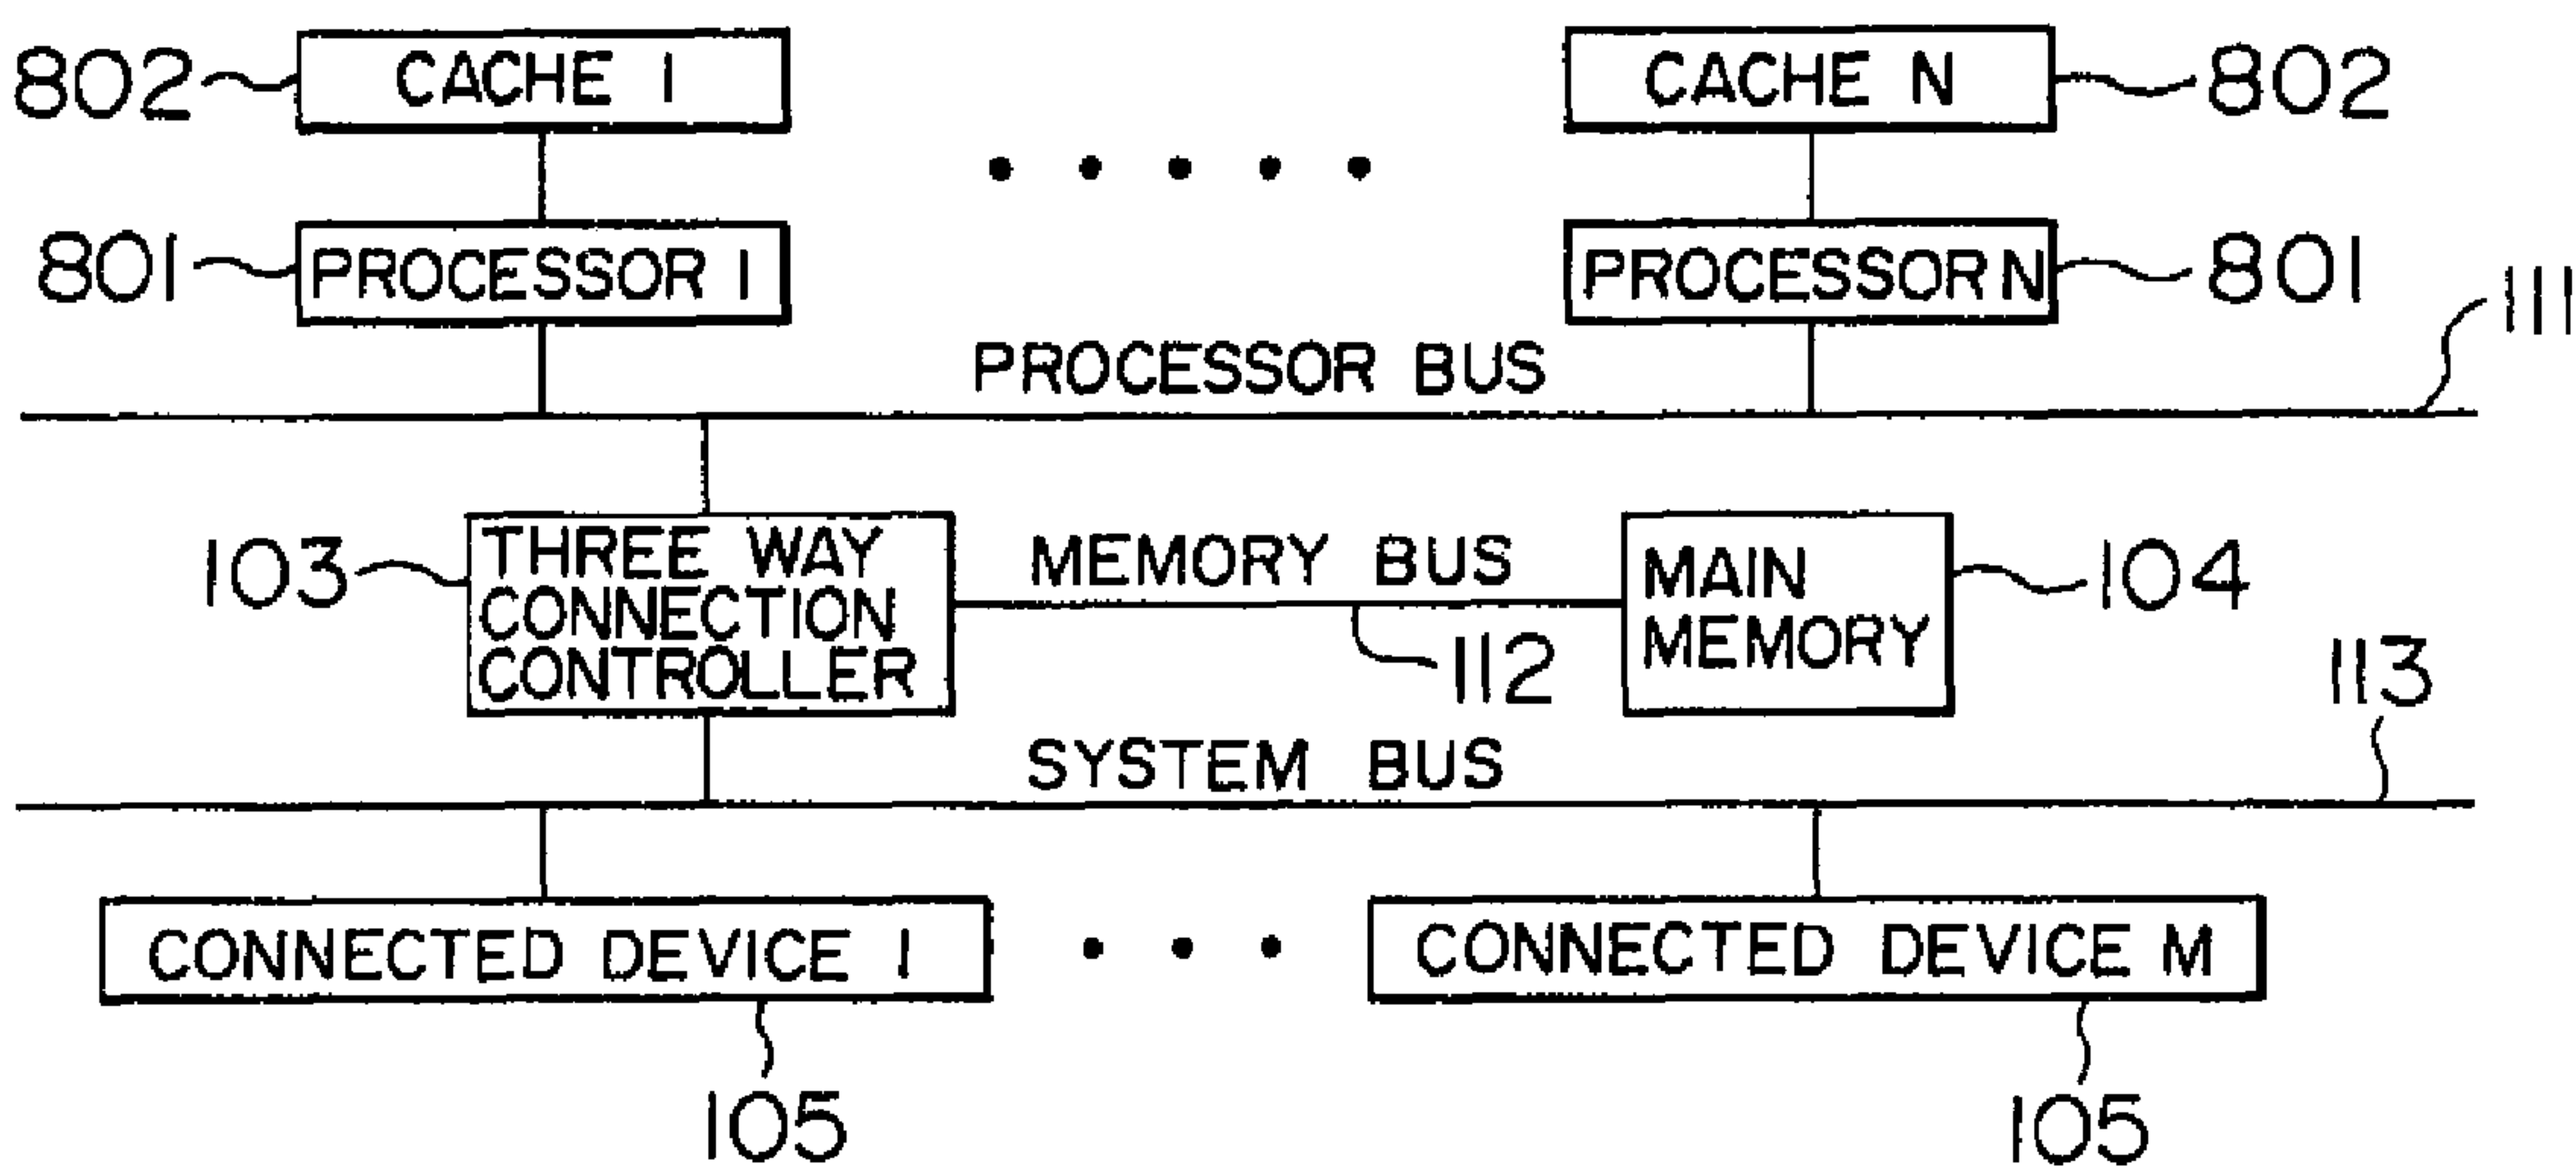 802 CACHE 1 CACHE N 802
801 PROCESSOR 1 PROCESSOR N 801
111
PROCESSOR BUS
103 THREE WAY
CONNECTION
CONTROLLER
MEMORY BUS
112
MAIN
MEMORY
104
113
SYSTEM BUS
CONNECTED DEVICE 1 CONNECTED DEVICE M
105 105